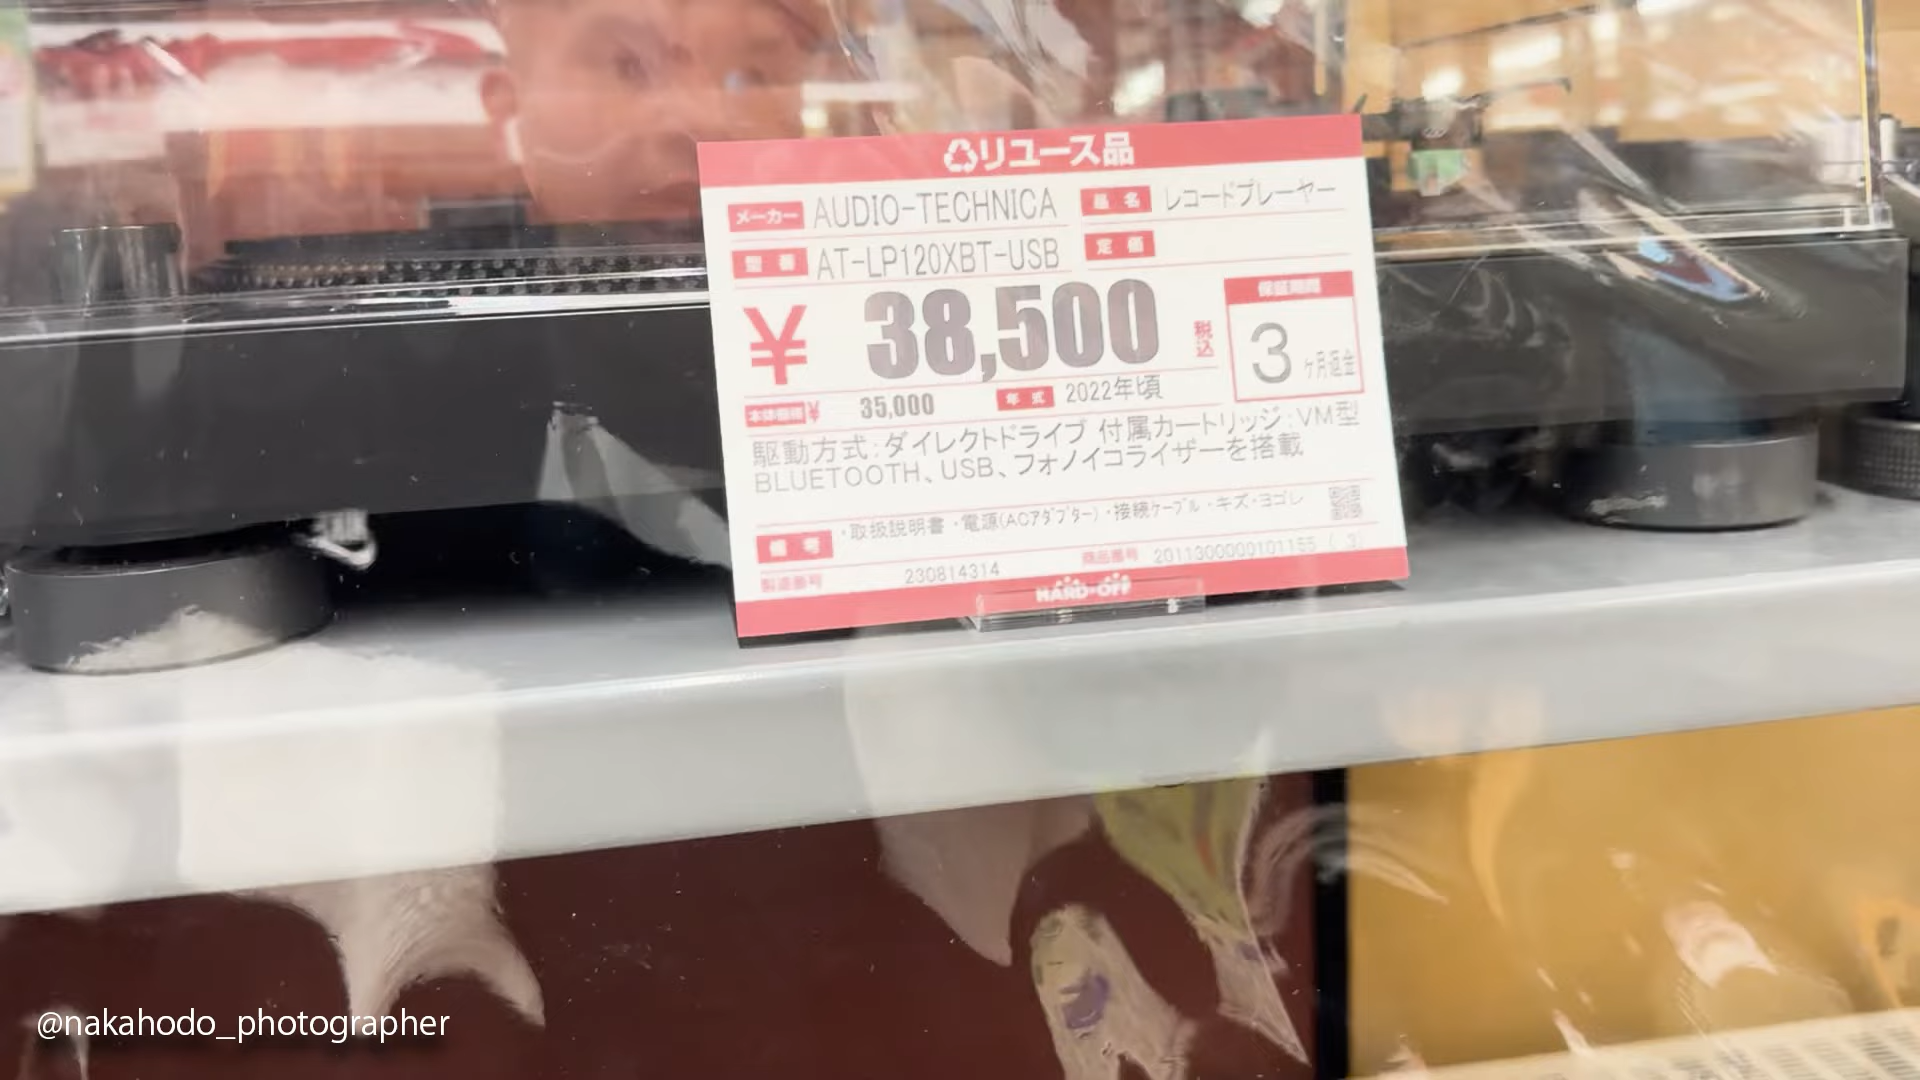 リユース品
メーカー AUDIO-TECHNICA 品名 レコードプレーヤー
型番 AT-LP120XBT-USB 定価
¥ 38,500 税込 保証期間 3ヶ月返金
本体価格¥ 35,000 年式 2022年頃
駆動方式:ダイレクトドライブ 付属カートリッジ:VM型
BLUETOOTH、USB、フォノイコライザーを搭載
備考 ・取扱説明書・電源(ACアダプター)・接続ケーブル・キズ・ヨゴレ
製造番号 230814314 商品番号 2011300000101155 ( 3)
HARD-OFF
@nakahodo_photographer